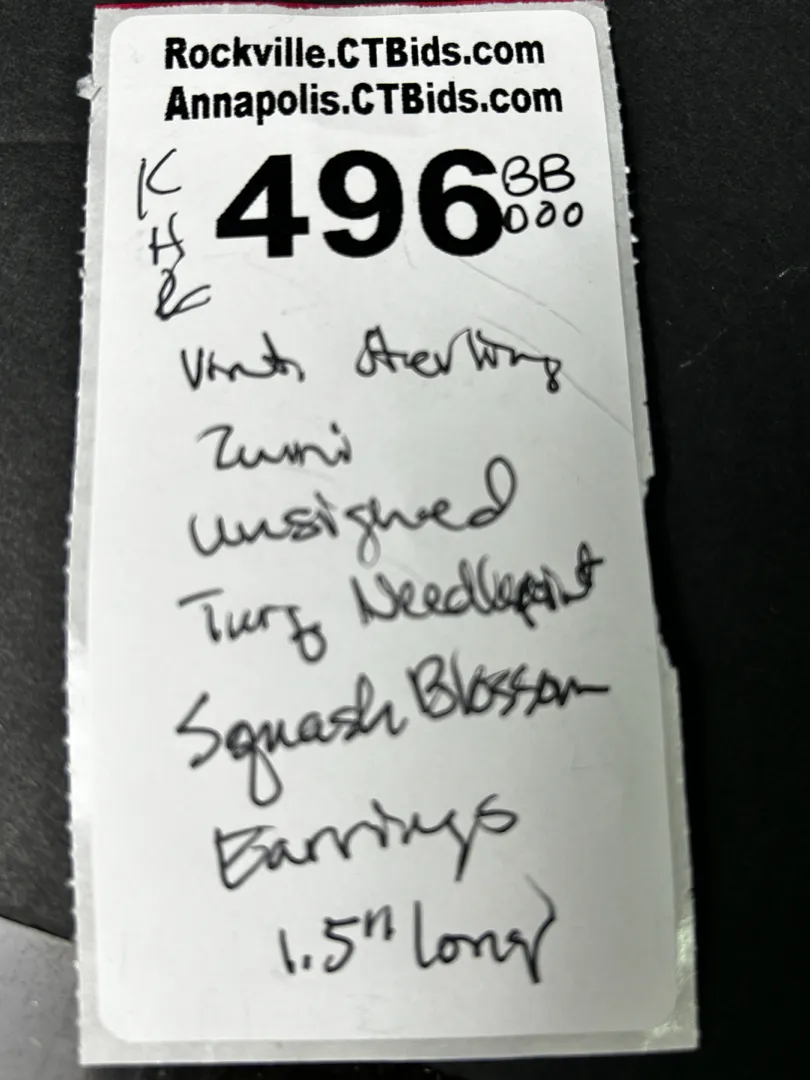 Rockville.CTBids.com
Annapolis.CTBids.com
K 496 BB
H 000
Vint. Sterling
Zuni
Unsigned
Turq Needlepoint
Squash Blossom
Earrings
1.5" long